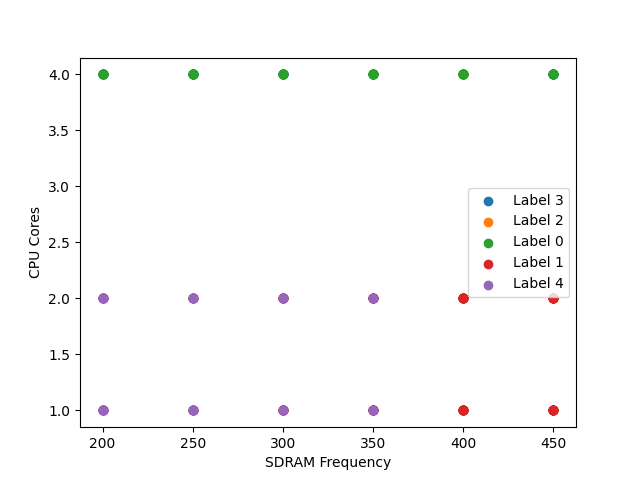 4.0
3.5
3.0
2.5
2.0
1.5
1.0
CPU Cores
Label 3
Label 2
Label 0
Label 1
Label 4
200 250 300 350 400 450
SDRAM Frequency